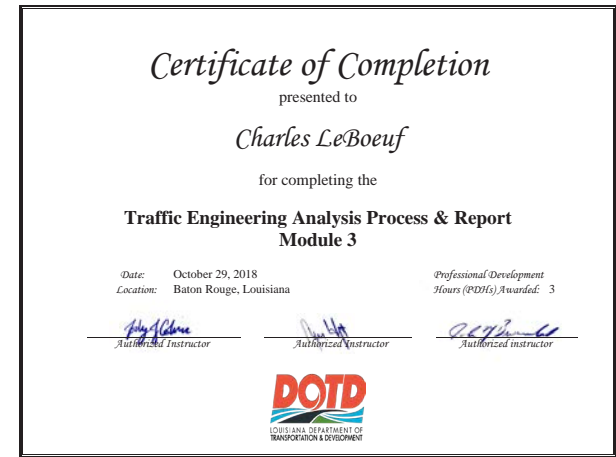 Certificate of Completion
presented to
Charles LeBoeuf
for completing the
Traffic Engineering Analysis Process & Report
Module 3
Date: October 29, 2018
Location: Baton Rouge, Louisiana
Professional Development
Hours (PDHs) Awarded: 3
Authorized Instructor
Authorized Instructor
Authorized instructor
DOTD
LOUISIANA DEPARTMENT OF
TRANSPORTATION & DEVELOPMENT